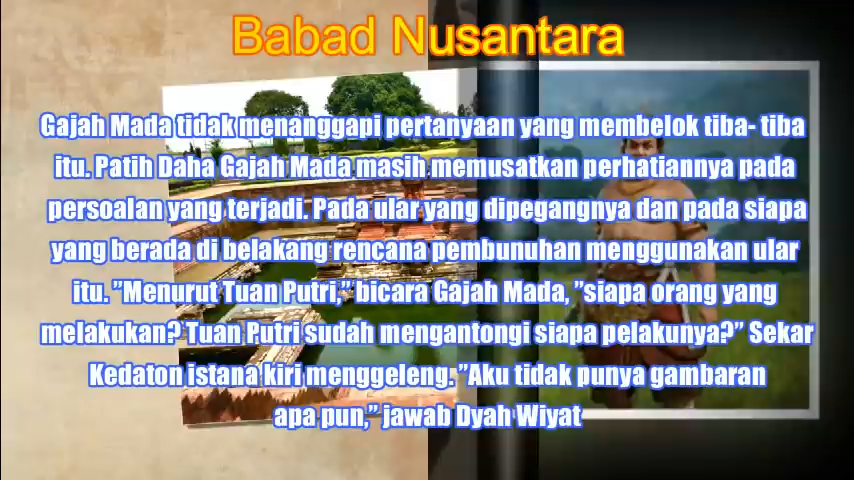 Babad Nusantara
Gajah Mada tidak menanggapi pertanyaan yang membelok tiba- tiba
itu. Patih Daha Gajah Mada masih memusatkan perhatiannya pada
persoalan yang terjadi. Pada ular yang dipegangnya dan pada siapa
yang berada di belakang rencana pembunuhan menggunakan ular
itu. ”Menurut Tuan Putri,” bicara Gajah Mada, ”siapa orang yang
melakukan? Tuan Putri sudah mengantongi siapa pelakunya?” Sekar
Kedaton istana kiri menggeleng. ”Aku tidak punya gambaran
apa pun,” jawab Dyah Wiyat